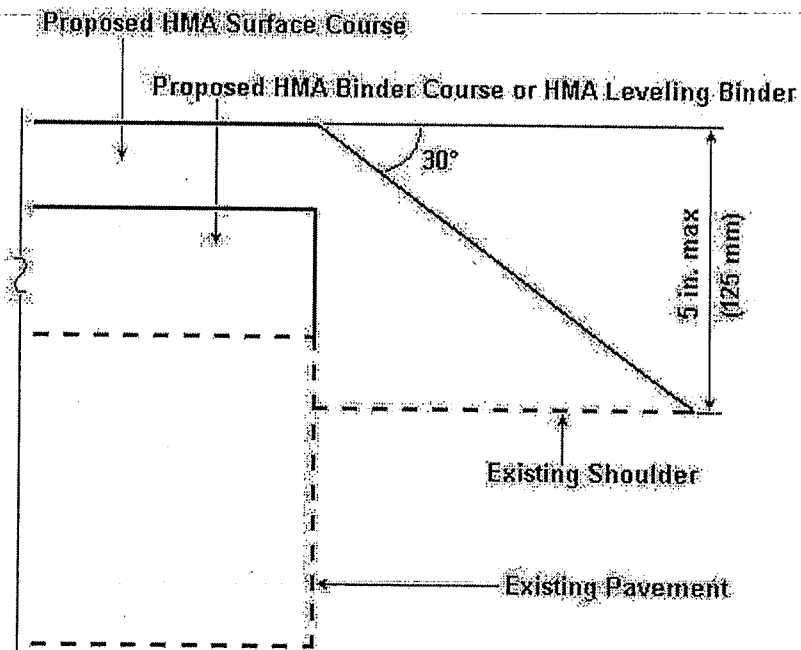 Proposed HMA Surface Course
Proposed HMA Binder Course or HMA Leveling Binder
30°
5 in. max
(125 mm)
Existing Shoulder
Existing Pavement